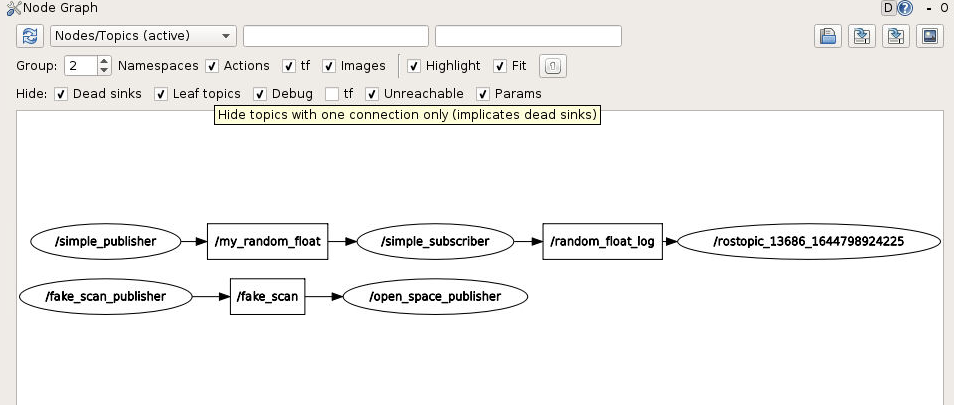 Node Graph D - O
Nodes/Topics (active)
Group: 2 Namespaces Actions tf Images Highlight Fit
Hide: Dead sinks Leaf topics Debug tf Unreachable Params
Hide topics with one connection only (implicates dead sinks)
/simple_publisher /my_random_float /simple_subscriber /random_float_log /rostopic_13686_1644798924225
/fake_scan_publisher /fake_scan /open_space_publisher